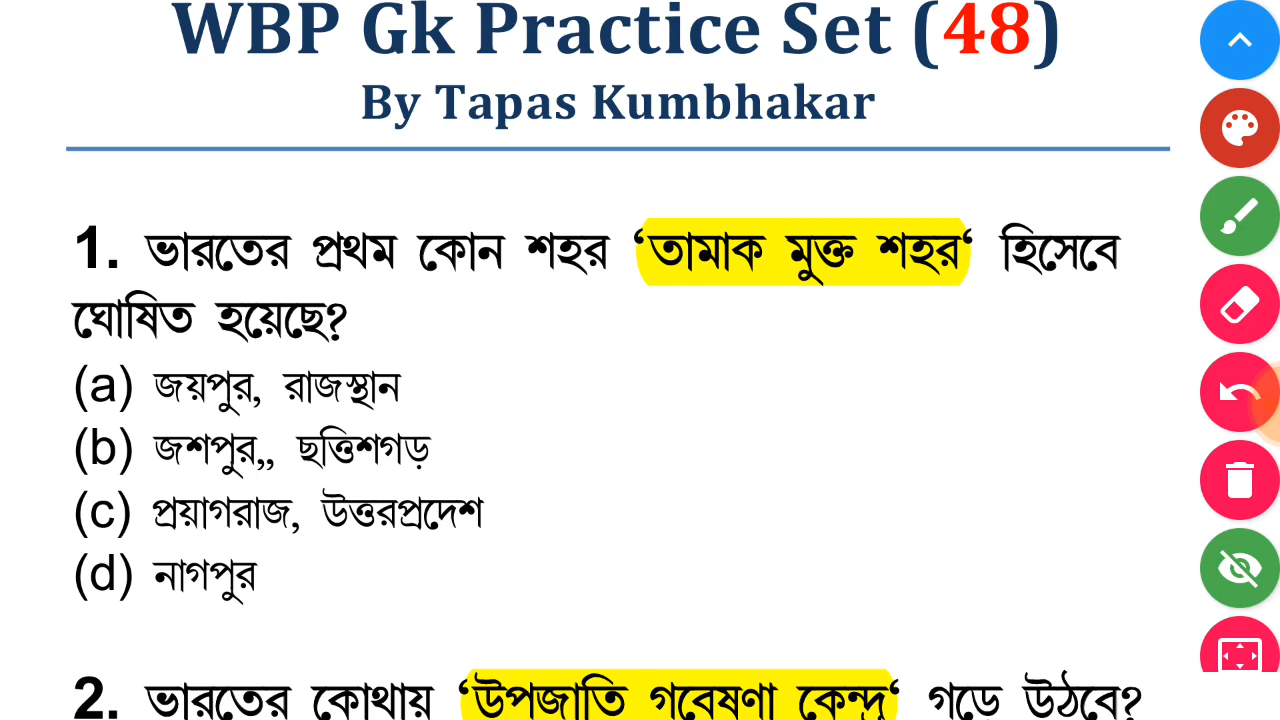 WBP Gk Practice Set (48)
By Tapas Kumbhakar
1. ভারতের প্রথম কোন শহর ‘তামাক মুক্ত শহর‘ হিসেবে
ঘোষিত হয়েছে?
(a) জয়পুর, রাজস্থান
(b) জশপুর,, ছত্তিশগড়
(c) প্রয়াগরাজ, উত্তরপ্রদেশ
(d) নাগপুর
2. ভারতের কোথায় ‘উপজাতি গবেষণা কেন্দ্র‘ গড়ে উঠবে?